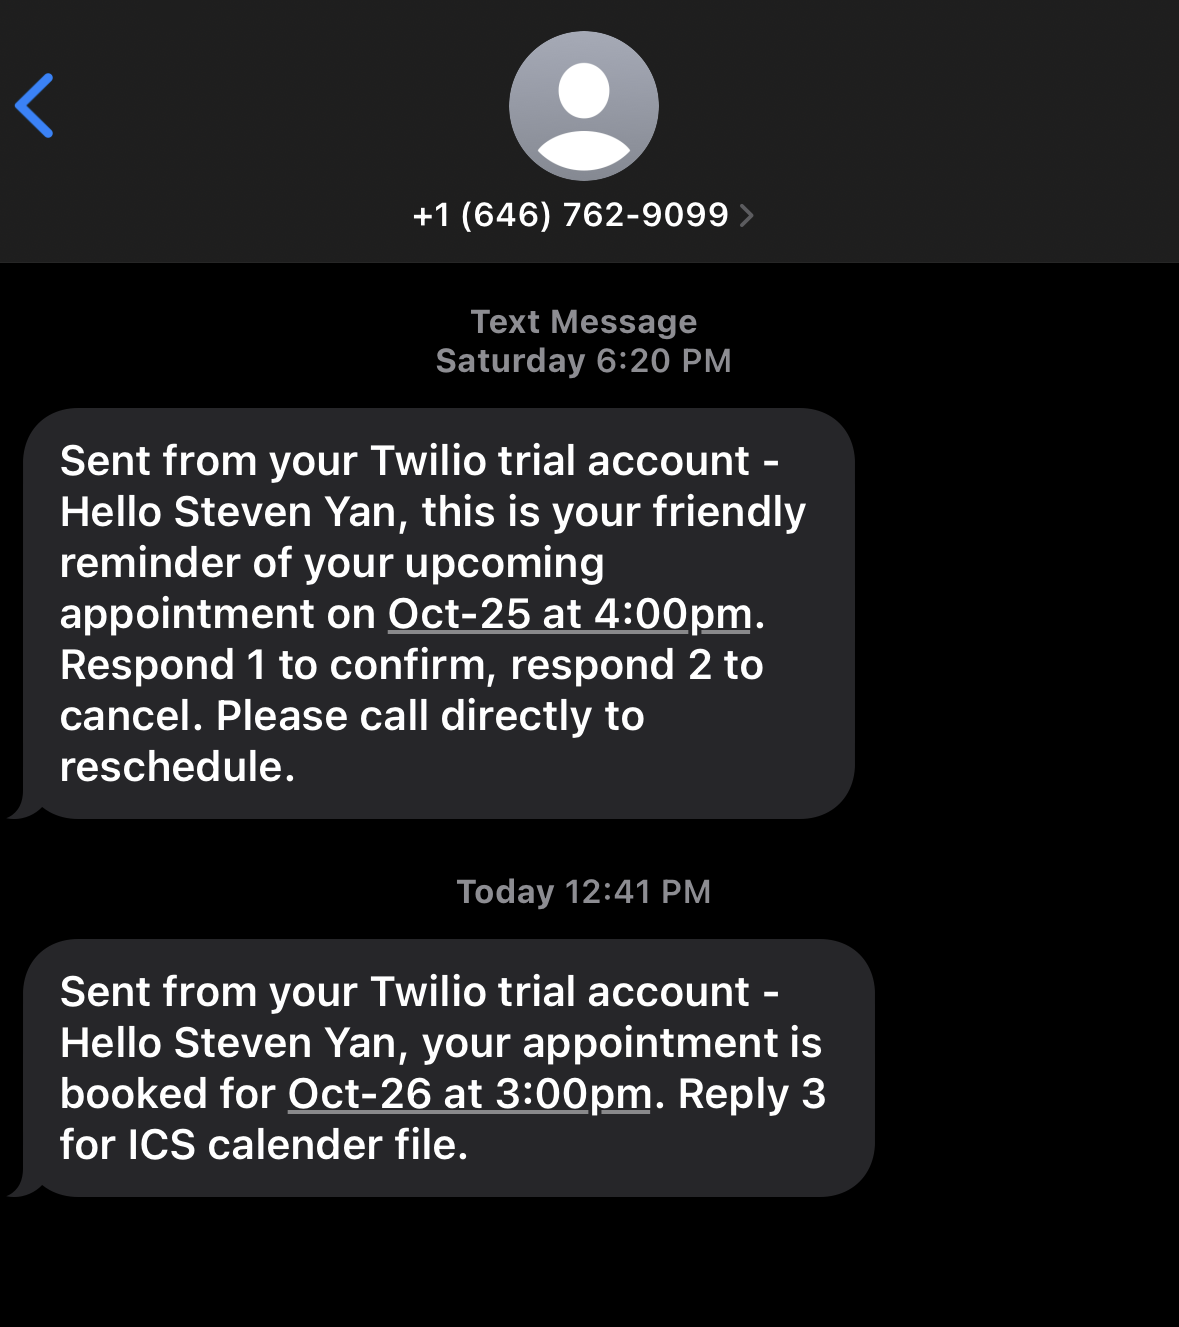 +1 (646) 762-9099
Text Message
Saturday 6:20 PM
Sent from your Twilio trial account -
Hello Steven Yan, this is your friendly
reminder of your upcoming
appointment on Oct-25 at 4:00pm.
Respond 1 to confirm, respond 2 to
cancel. Please call directly to
reschedule.
Today 12:41 PM
Sent from your Twilio trial account -
Hello Steven Yan, your appointment is
booked for Oct-26 at 3:00pm. Reply 3
for ICS calender file.